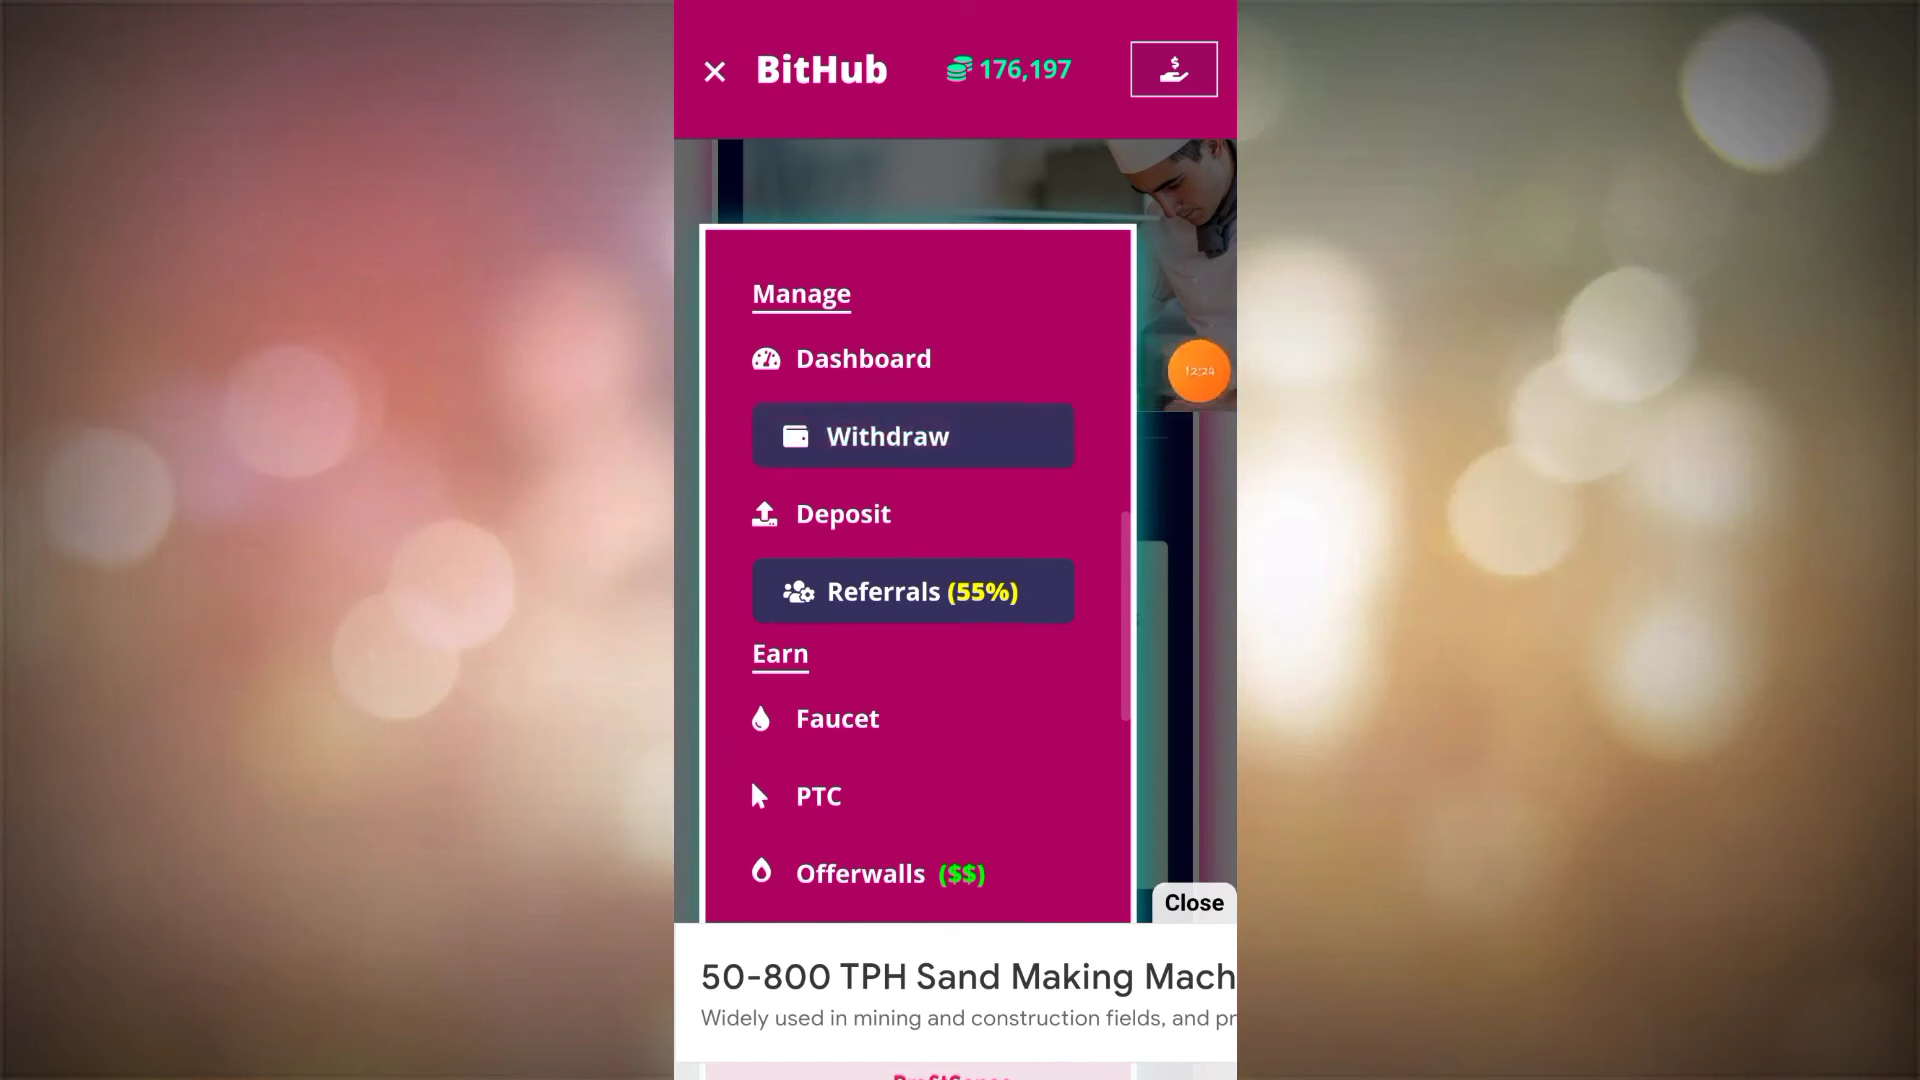 BitHub
176,197
Manage
Dashboard
12:24
Withdraw
Deposit
Referrals (55%)
Earn
Faucet
PTC
Offerwalls ($$)
Close
50-800 TPH Sand Making Mach
Widely used in mining and construction fields, and pr